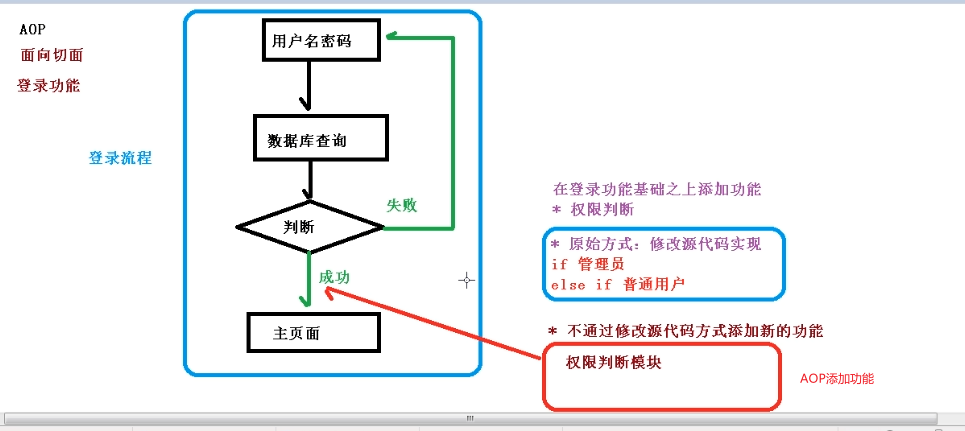 AOP
面向切面
登录功能
登录流程
用户名密码
数据库查询
判断
失败
成功
主页面
在登录功能基础之上添加功能
* 权限判断
* 原始方式：修改源代码实现
if 管理员
else if 普通用户
* 不通过修改源代码方式添加新的功能
权限判断模块
AOP添加功能